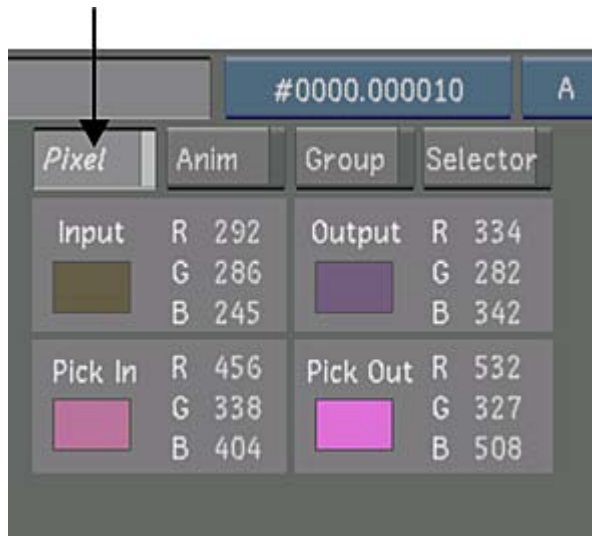 #0000.000010 A
Pixel Anim Group Selector
Input R 292 Output R 334
G 286 G 282
B 245 B 342
Pick In R 456 Pick Out R 532
G 338 G 327
B 404 B 508